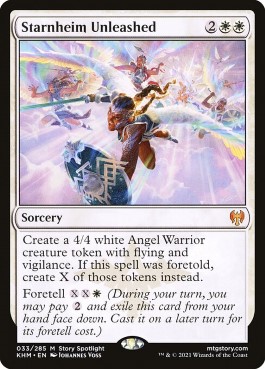 Starnheim Unleashed 2
Sorcery
Create a 4/4 white Angel Warrior
creature token with flying and
vigilance. If this spell was foretold,
create X of those tokens instead.
Foretell X X (During your turn, you
may pay 2 and exile this card from your
hand face down. Cast it on a later turn for
its foretell cost.)
033/285 M Story Spotlight
KHM • EN Johannes Voss
mtgstory.com
™ & © 2021 Wizards of the Coast